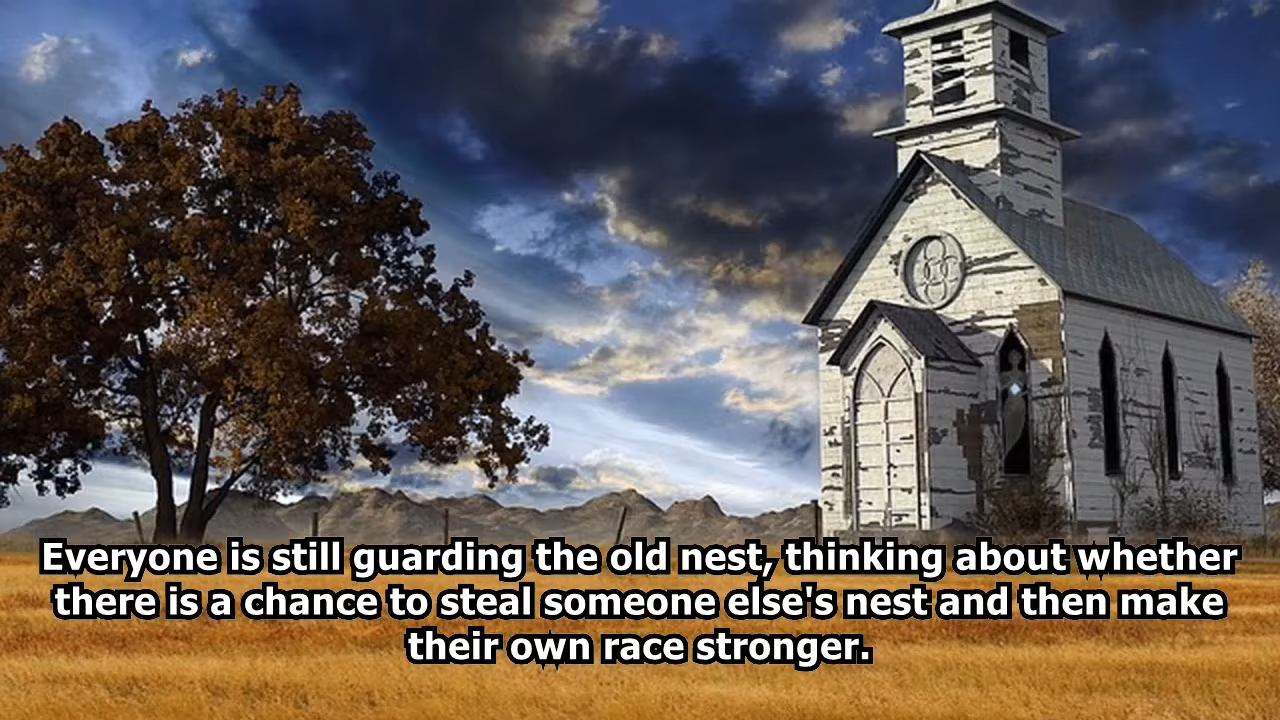 Everyone is still guarding the old nest, thinking about whether
there is a chance to steal someone else's nest and then make
their own race stronger.